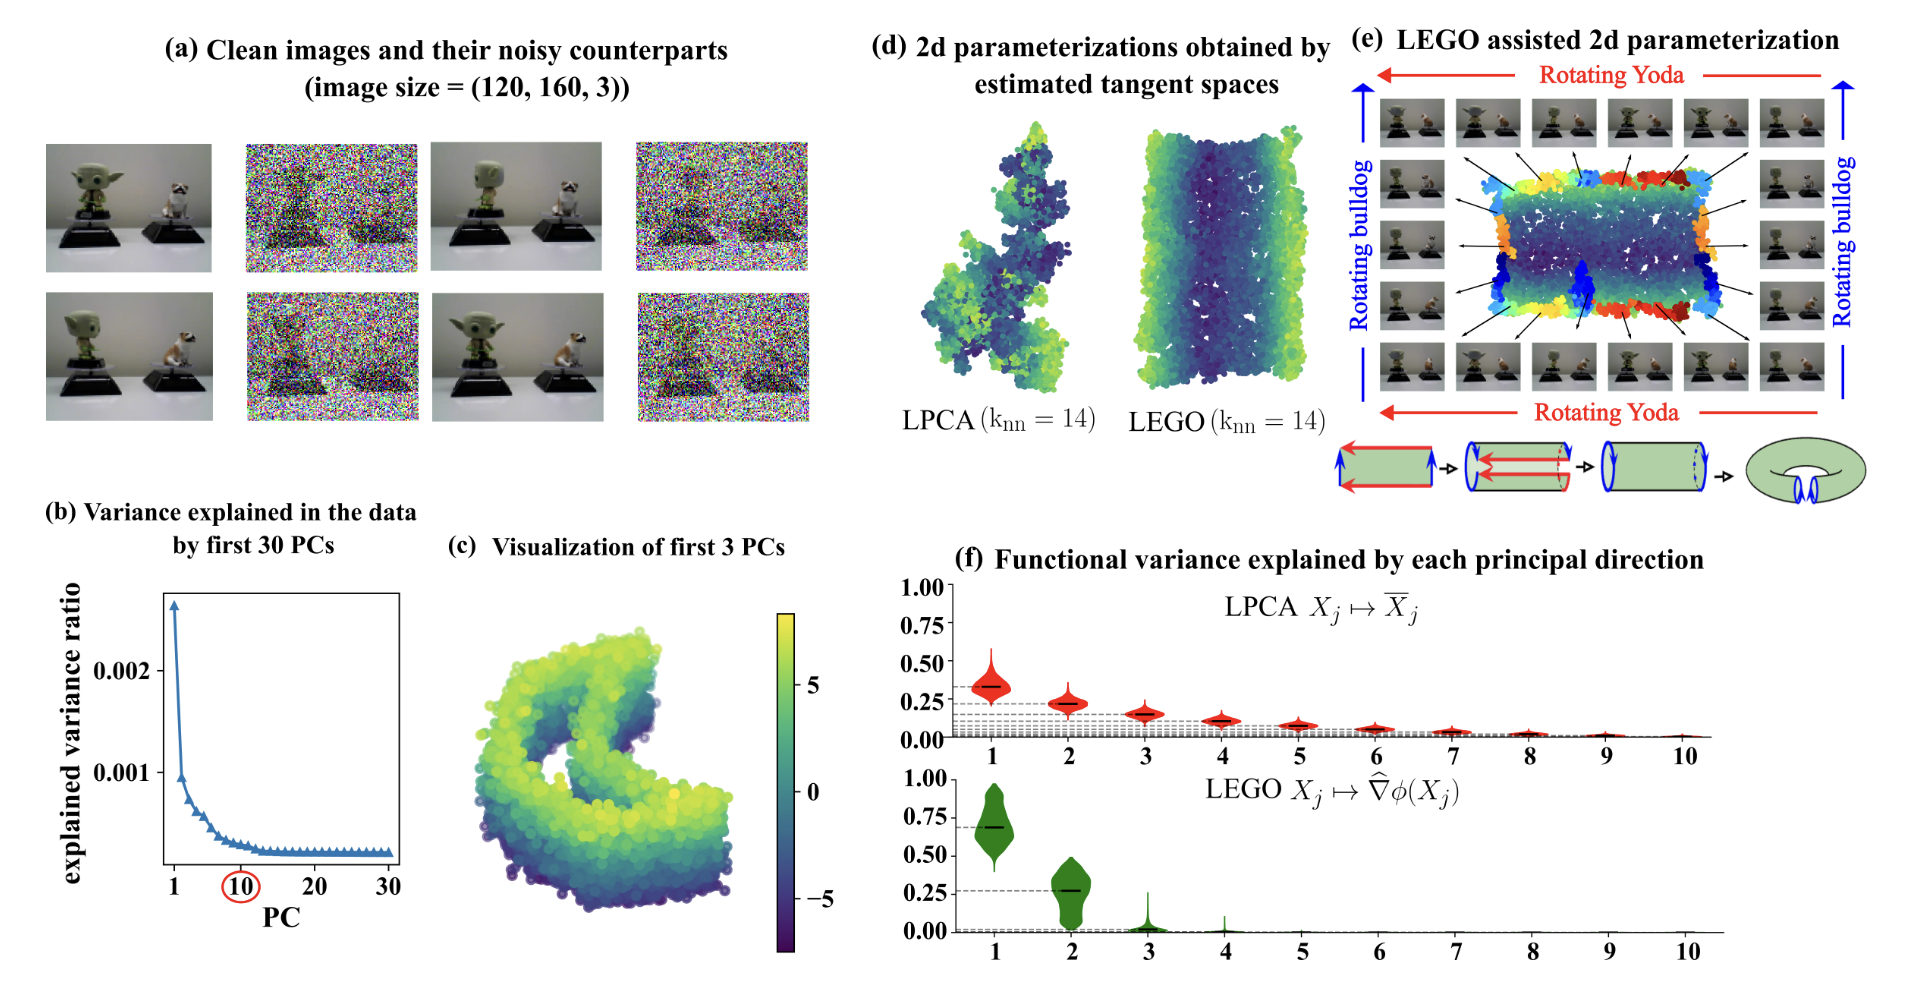 (a) Clean images and their noisy counterparts
(image size = (120, 160, 3))
(b) Variance explained in the data
by first 30 PCs
explained variance ratio
0.002
0.001
1 10 20 30
PC
(c) Visualization of first 3 PCs
5
0
−5
(d) 2d parameterizations obtained by
estimated tangent spaces
LPCA (k_nn = 14) LEGO (k_nn = 14)
(e) LEGO assisted 2d parameterization
Rotating Yoda
Rotating bulldog
Rotating bulldog
Rotating Yoda
(f) Functional variance explained by each principal direction
LPCA X_j ↦ X̅_j
1.00
0.75
0.50
0.25
0.00
1 2 3 4 5 6 7 8 9 10
LEGO X_j ↦ ∇̂ϕ(X_j)
1.00
0.75
0.50
0.25
0.00
1 2 3 4 5 6 7 8 9 10